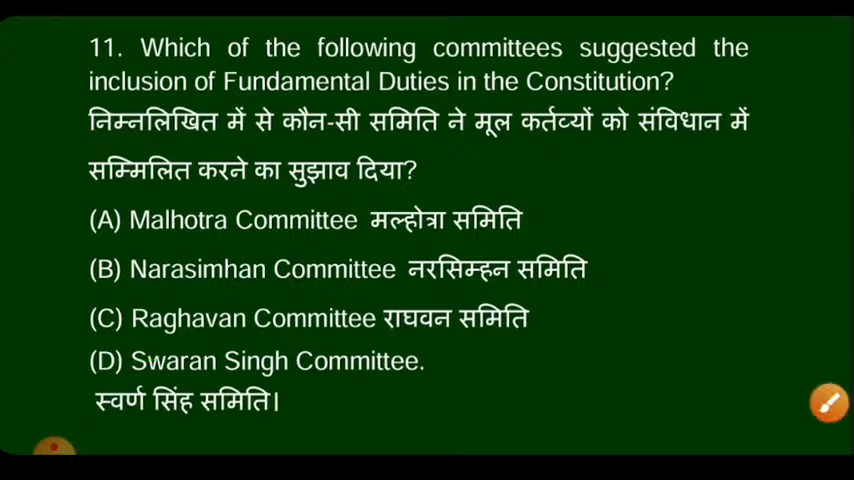 11. Which of the following committees suggested the
inclusion of Fundamental Duties in the Constitution?
निम्नलिखित में से कौन-सी समिति ने मूल कर्तव्यों को संविधान में
सम्मिलित करने का सुझाव दिया?
(A) Malhotra Committee मल्होत्रा समिति
(B) Narasimhan Committee नरसिम्हन समिति
(C) Raghavan Committee राघवन समिति
(D) Swaran Singh Committee.
स्वर्ण सिंह समिति।